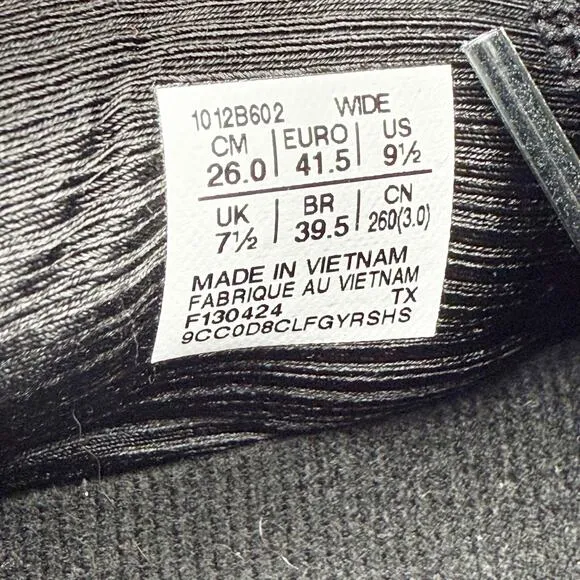 1012B602 WIDE
CM EURO US
26.0 41.5 9½
UK BR CN
7½ 39.5 260(3.0)
MADE IN VIETNAM
FABRIQUE AU VIETNAM
F130424 TX
9CC0D8CLFGYRSHS